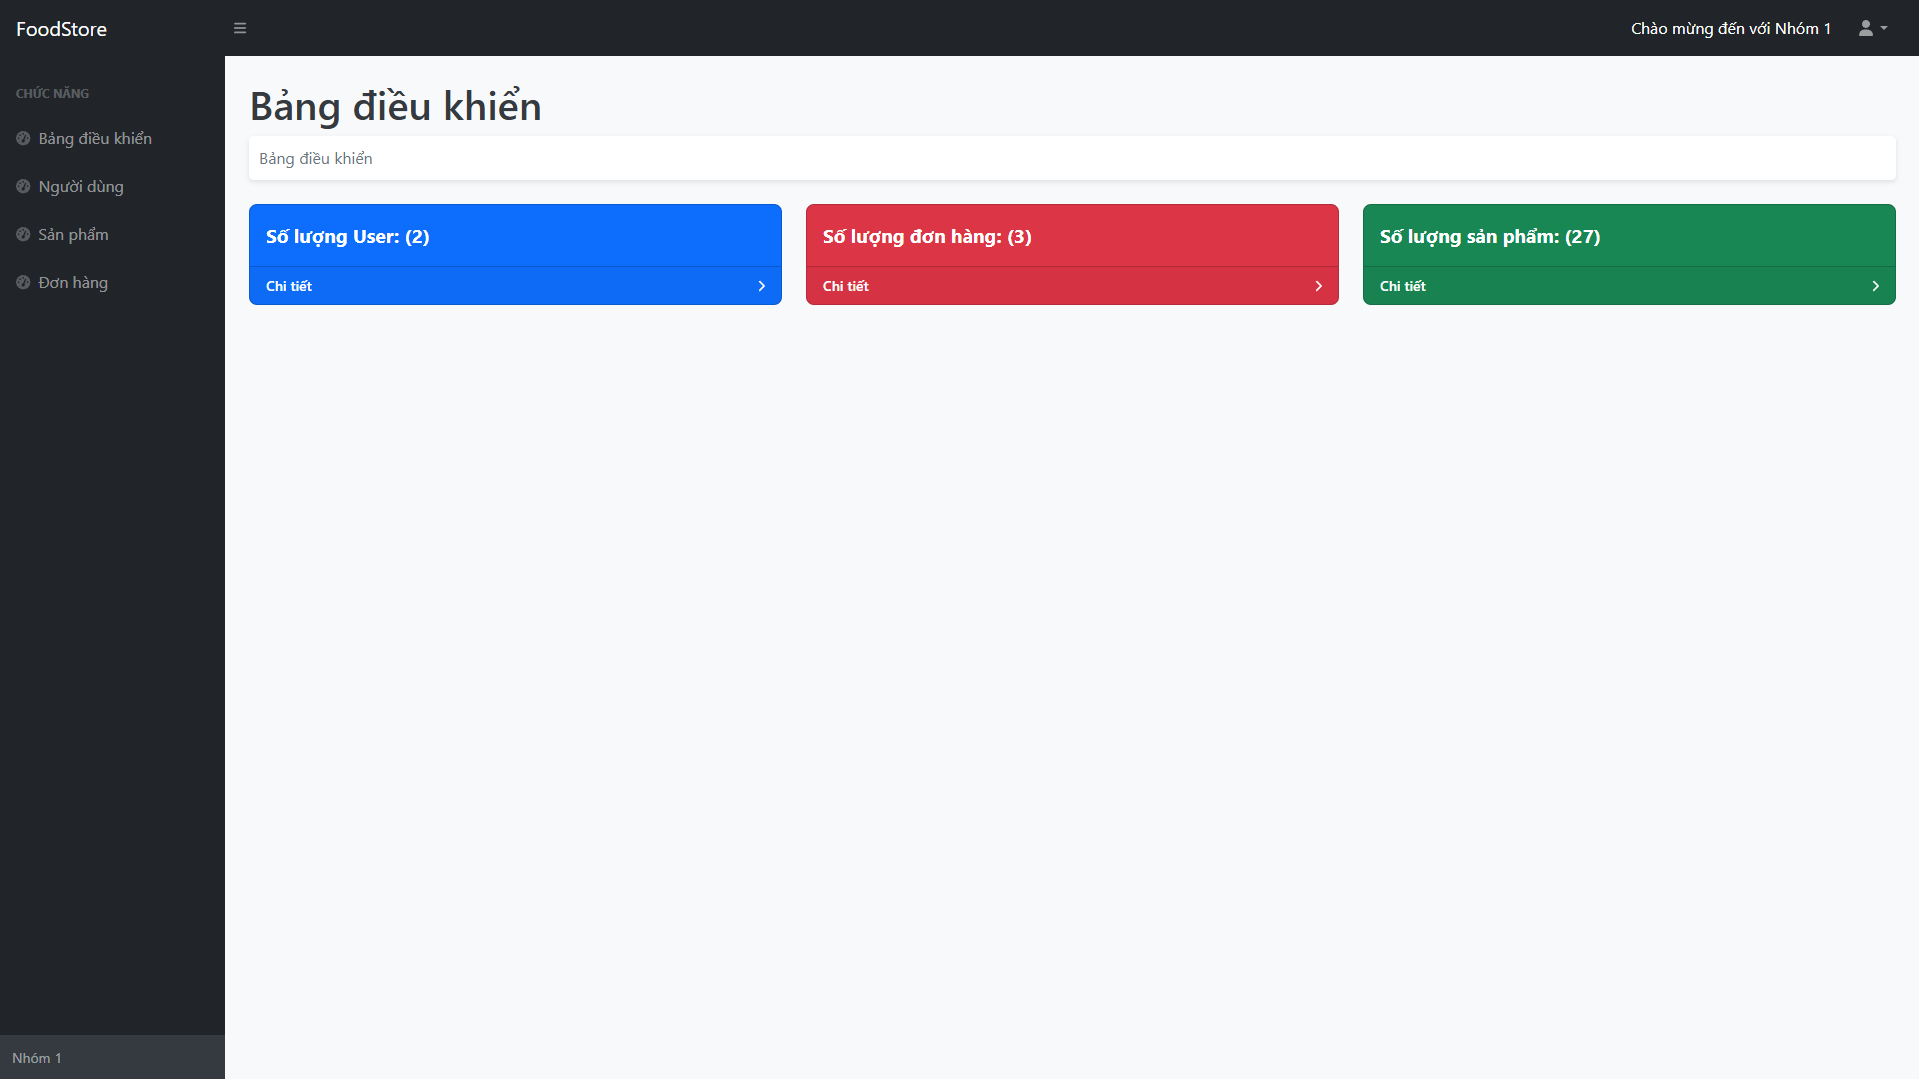 FoodStore
Chào mừng đến với Nhóm 1
CHỨC NĂNG
Bảng điều khiển
Người dùng
Sản phẩm
Đơn hàng
Nhóm 1
Bảng điều khiển
Bảng điều khiển
Số lượng User: (2)
Chi tiết
Số lượng đơn hàng: (3)
Chi tiết
Số lượng sản phẩm: (27)
Chi tiết